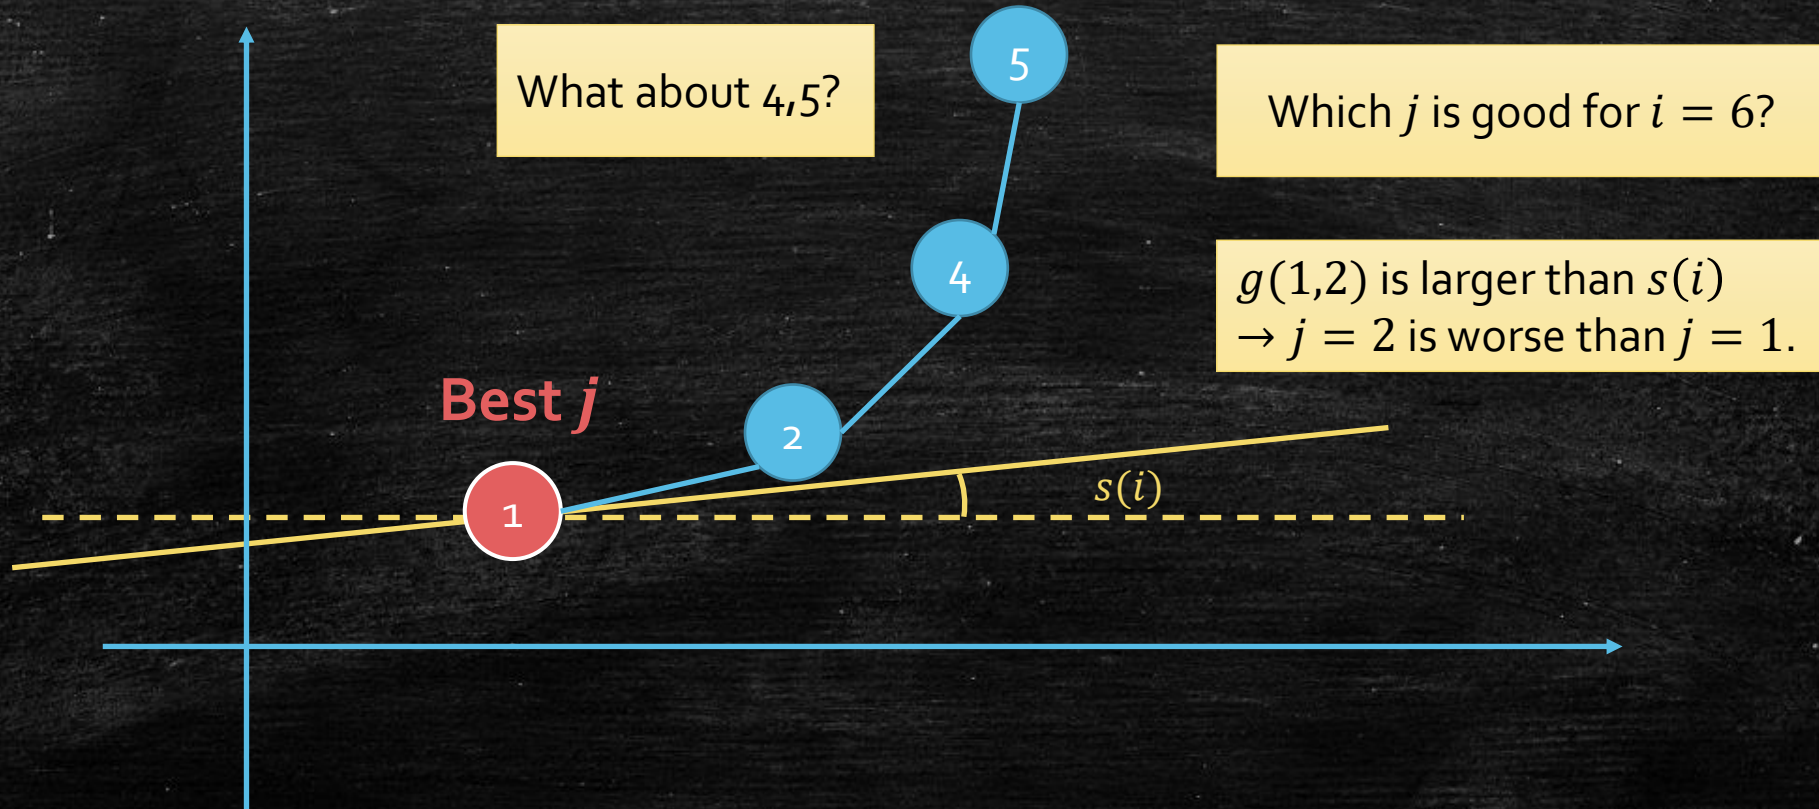 What about 4,5?
5
Which j is good for i = 6?
4
g(1,2) is larger than s(i)
→ j = 2 is worse than j = 1.
Best j
2
s(i)
1